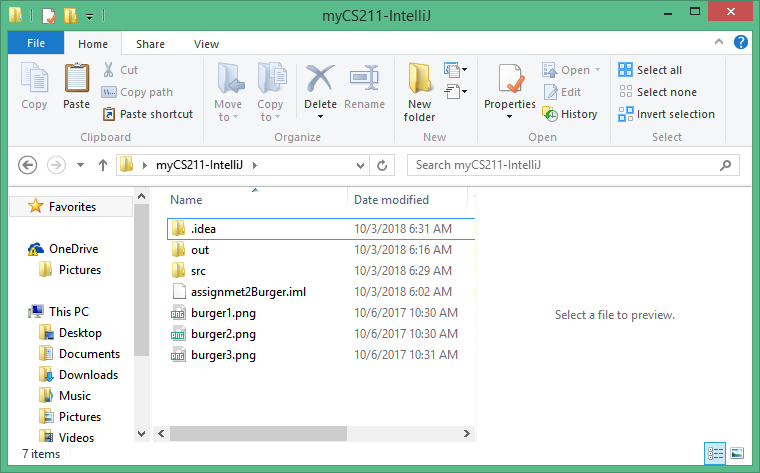 myCS211-IntelliJ
File Home Share View
Copy Paste Cut Copy path Paste shortcut
Clipboard
Move to Copy to Delete Rename
Organize
New folder
New
Properties Open Edit History
Open
Select all Select none Invert selection
Select
myCS211-IntelliJ
Search myCS211-IntelliJ
Favorites
OneDrive
Pictures
This PC
Desktop
Documents
Downloads
Music
Pictures
Videos
Name Date modified
.idea 10/3/2018 6:31 AM
out 10/3/2018 6:16 AM
src 10/3/2018 6:29 AM
assignmet2Burger.iml 10/3/2018 6:02 AM
burger1.png 10/6/2017 10:30 AM
burger2.png 10/6/2017 10:30 AM
burger3.png 10/6/2017 10:31 AM
Select a file to preview.
7 items